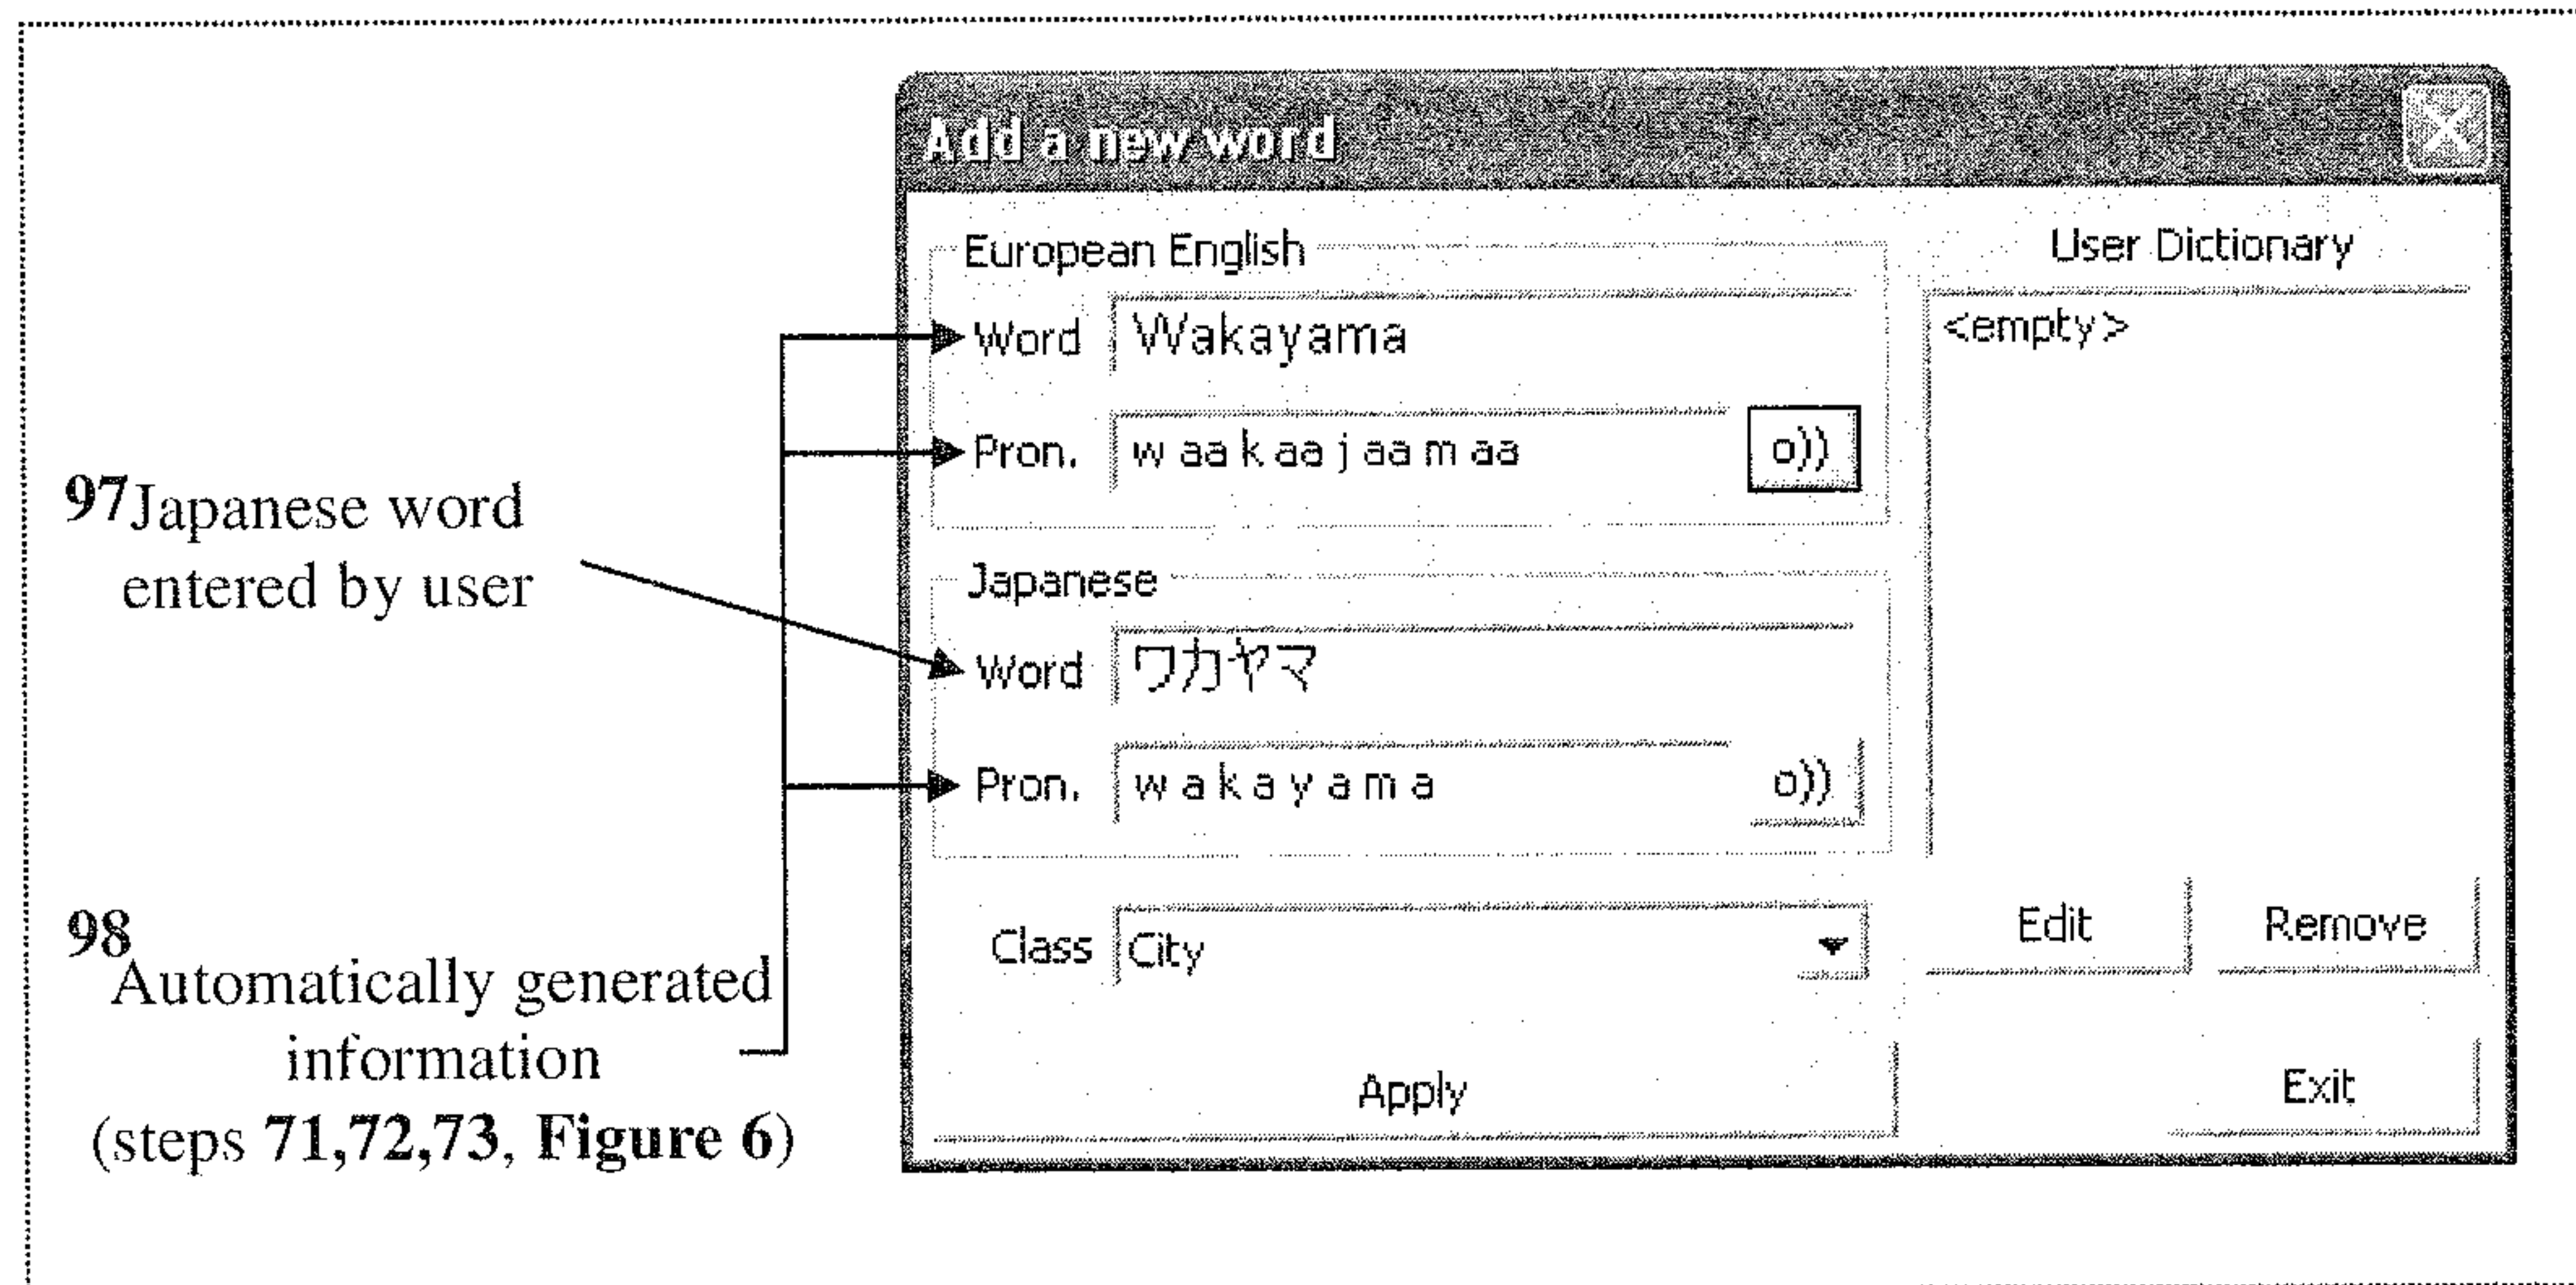 Add a new word
European English
User Dictionary
Word Wakayama
<empty>
Pron. w aa k aa j aa m aa o))
97 Japanese word
entered by user
Japanese
Word ワカヤマ
Pron. w a k a y a m a o))
98
Automatically generated
information
(steps 71,72,73, Figure 6)
Class City
Edit Remove
Apply
Exit